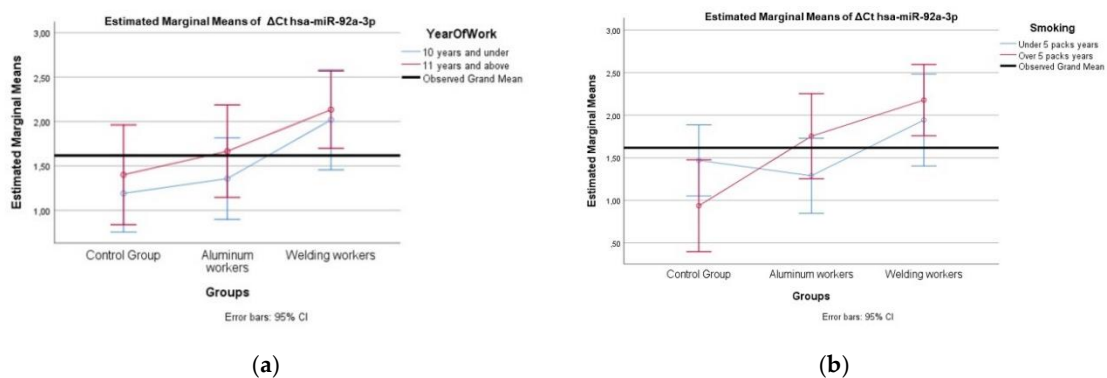 Estimated Marginal Means of ΔCt hsa-miR-92a-3p
YearOfWork
10 years and under
11 years and above
Observed Grand Mean
Estimated Marginal Means
3,00
2,50
2,00
1,50
1,00
Control Group
Aluminum
workers
Welding workers
Groups
Error bars: 95% CI
(a)
Estimated Marginal Means of ΔCt hsa-miR-92a-3p
Smoking
Under 5 packs years
Over 5 packs years
Observed Grand Mean
Estimated Marginal Means
3,00
2,50
2,00
1,50
1,00
,50
Control Group
Aluminum workers
Welding workers
Groups
Error bars: 95% CI
(b)